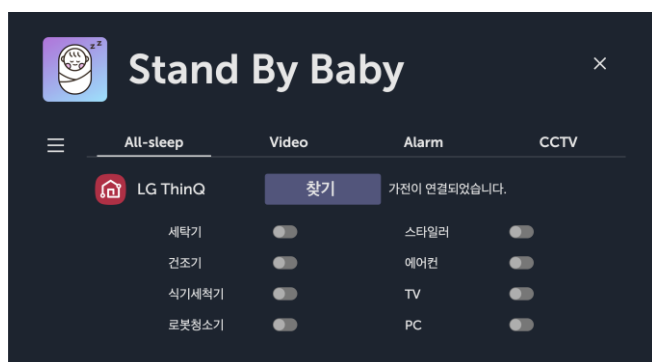 z z
Stand By Baby
All-sleep Video Alarm CCTV
LG ThinQ 찾기 가전이 연결되었습니다.
세탁기 스타일러
건조기 에어컨
식기세척기 TV
로봇청소기 PC